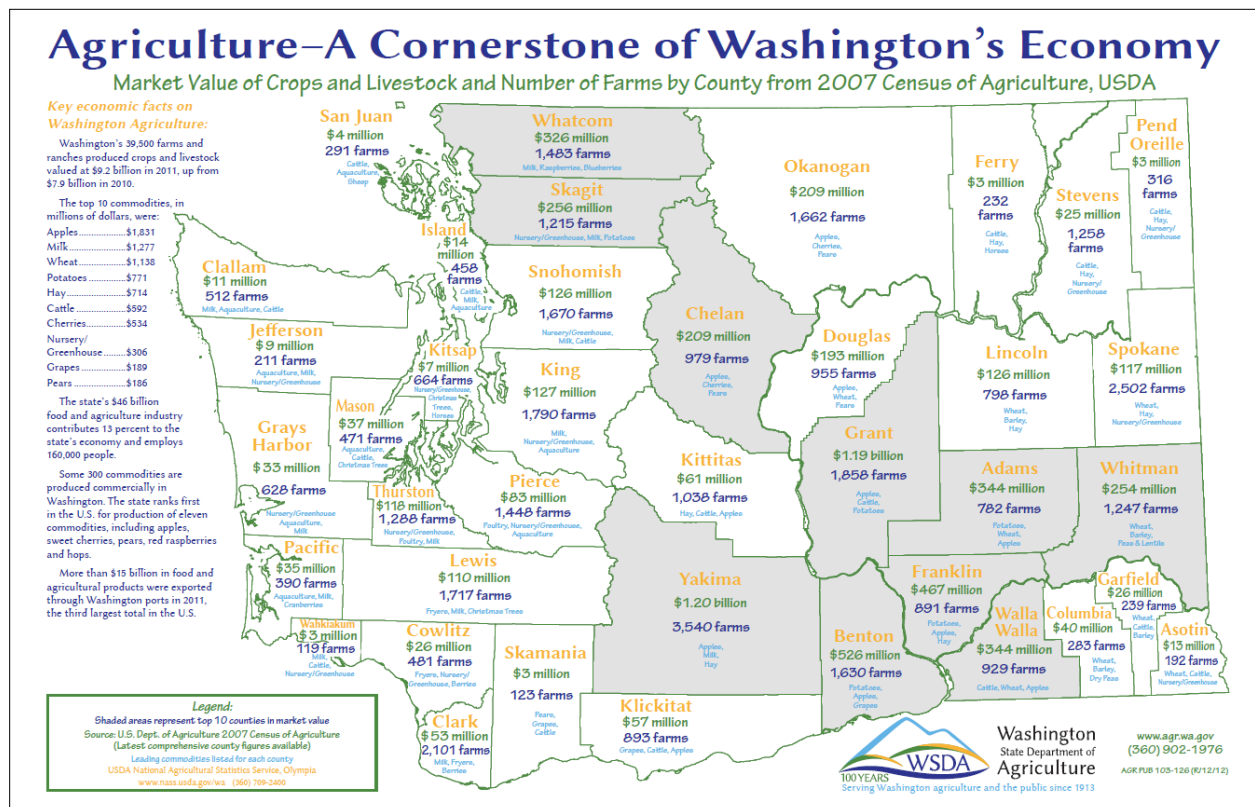 Agriculture–A Cornerstone of Washington's Economy
Market Value of Crops and Livestock and Number of Farms by County from 2007 Census of Agriculture, USDA
Key economic facts on
Washington Agriculture:
Washington's 39,500 farms and
ranches produced crops and livestock
valued at $9.2 billion in 2011, up from
$7.9 billion in 2010.
The top 10 commodities, in
millions of dollars, were:
Apples..................$1,831
Milk......................$1,277
Wheat..................$1,138
Potatoes ...............$771
Hay.......................$714
Cattle ...................$592
Cherries................$534
Nursery/
Greenhouse..........$306
Grapes .................$189
Pears ....................$186
The state's $46 billion
food and agriculture industry
contributes 13 percent to the
state's economy and employs
160,000 people.
Some 300 commodities are
produced commercially in
Washington. The state ranks first
in the U.S. for production of eleven
commodities, including apples,
sweet cherries, pears, red raspberries
and hops.
More than $15 billion in food and
agricultural products were exported
through Washington ports in 2011,
the third largest total in the U.S.
San Juan
$4 million
291 farms
Cattle,
Aquaculture,
Sheep
Whatcom
$326 million
1,483 farms
Milk, Raspberries, Blueberries
Skagit
$256 million
1,215 farms
Nursery/Greenhouse, Milk, Potatoes
Island
$14
million
458
farms
Cattle,
Milk,
Aquaculture
Snohomish
$126 million
1,670 farms
Nursery/Greenhouse,
Milk, Cattle
Okanogan
$209 million
1,662 farms
Apples,
Cherries,
Pears
Ferry
$3 million
232
farms
Cattle,
Hay,
Horses
Stevens
$25 million
1,258
farms
Cattle,
Hay,
Nursery/
Greenhouse
Pend
Oreille
$3 million
316
farms
Cattle,
Hay,
Nursery/
Greenhouse
Clallam
$11 million
512 farms
Milk, Aquaculture, Cattle
Jefferson
$9 million
211 farms
Aquaculture, Milk,
Nursery/Greenhouse
Kitsap
$7 million
664 farms
Nursery/Greenhouse,
Christmas
Trees,
Horses
King
$127 million
1,790 farms
Milk,
Nursery/Greenhouse,
Aquaculture
Chelan
$209 million
979 farms
Apples,
Cherries,
Pears
Douglas
$193 million
955 farms
Apples,
Wheat,
Pears
Lincoln
$126 million
798 farms
Wheat,
Barley,
Hay
Spokane
$117 million
2,502 farms
Wheat,
Hay,
Nursery/Greenhouse
Grays
Harbor
$33 million
628 farms
Nursery/Greenhouse
Aquaculture,
Milk
Mason
$37 million
471 farms
Aquaculture,
Cattle,
Christmas Trees
Thurston
$118 million
1,288 farms
Nursery/Greenhouse,
Poultry, Milk
Pierce
$83 million
1,448 farms
Poultry, Nursery/Greenhouse,
Aquaculture
Kittitas
$61 million
1,038 farms
Hay, Cattle, Apples
Grant
$1.19 billion
1,858 farms
Apples,
Cattle,
Potatoes
Adams
$344 million
782 farms
Potatoes,
Wheat,
Apples
Whitman
$254 million
1,247 farms
Wheat,
Barley,
Peas & Lentils
Pacific
$35 million
390 farms
Aquaculture, Milk,
Cranberries
Lewis
$110 million
1,717 farms
Fryers, Milk, Christmas Trees
Yakima
$1.20 billion
3,540 farms
Apples,
Milk,
Hay
Benton
$526 million
1,630 farms
Potatoes,
Apples,
Grapes
Franklin
$467 million
891 farms
Potatoes,
Apples,
Hay
Walla
Walla
$344 million
929 farms
Cattle, Wheat, Apples
Columbia
$40 million
283 farms
Wheat,
Barley,
Dry Peas
Garfield
$26 million
239 farms
Wheat,
Cattle,
Barley
Asotin
$13 million
192 farms
Wheat, Cattle,
Nursery/Greenhouse
Wahkiakum
$3 million
119 farms
Milk,
Cattle,
Nursery/Greenhouse
Cowlitz
$26 million
481 farms
Fryers, Nursery/
Greenhouse, Berries
Skamania
$3 million
123 farms
Pears,
Grapes,
Cattle
Clark
$53 million
2,101 farms
Milk, Fryers,
Berries
Klickitat
$57 million
893 farms
Grapes, Cattle, Apples
Legend:
Shaded areas represent top 10 counties in market value
Source: U.S. Dept. of Agriculture 2007 Census of Agriculture
(Latest comprehensive county figures available)
Leading commodities listed for each county
USDA National Agricultural Statistics Service, Olympia
www.nass.usda.gov/wa (360) 709-2400
100 YEARS
WSDA
Washington
State Department of
Agriculture
Serving Washington agriculture and the public since 1913
www.agr.wa.gov
(360) 902-1976
AGR PUB 103-126 (R/12/12)